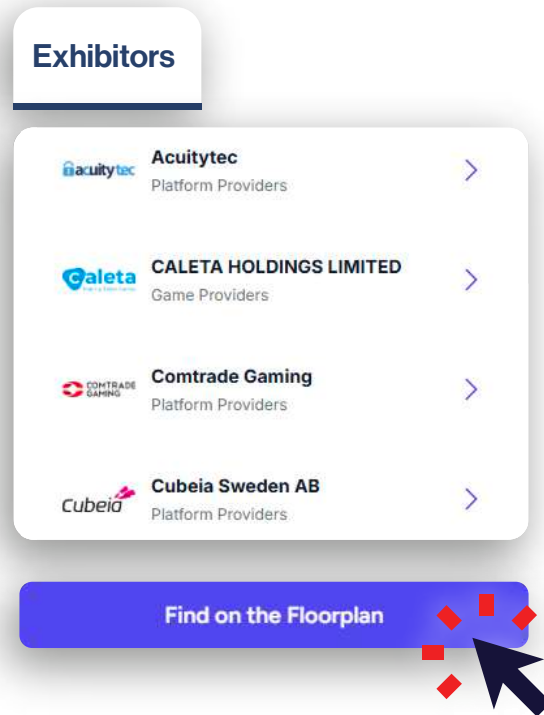 Exhibitors
acuitytec
Acuitytec
Platform Providers
Caleta
CALETA HOLDINGS LIMITED
Game Providers
COMTRADE
GAMING
Comtrade Gaming
Platform Providers
Cubeia
Cubeia Sweden AB
Platform Providers
Find on the Floorplan